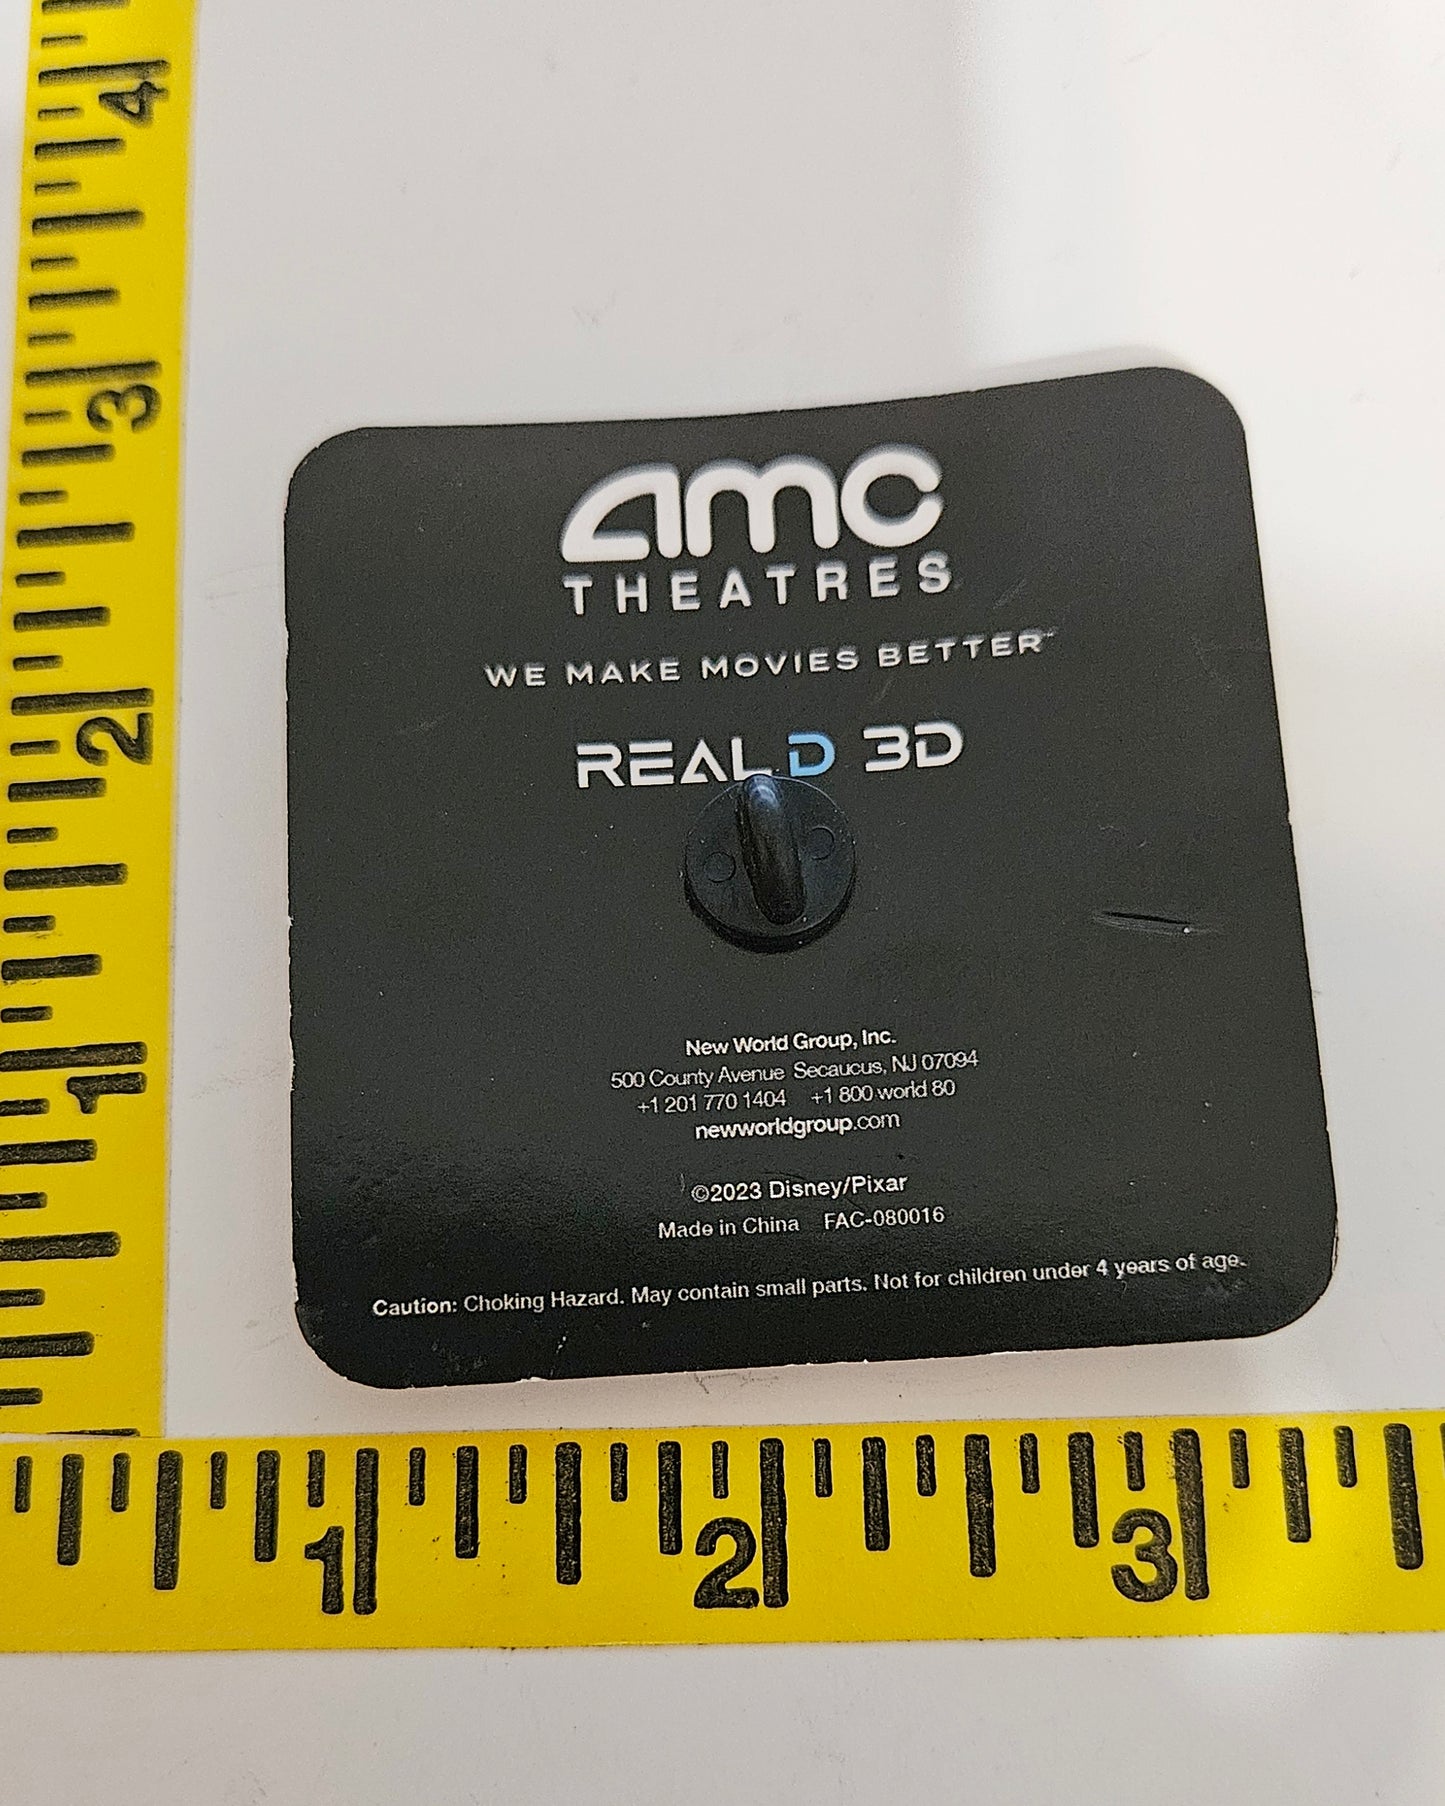 4
3
2
1
amc
THEATRES
WE MAKE MOVIES BETTER™
REALD 3D
New World Group, Inc.
500 County Avenue Secaucus, NJ 07094
+1 201 770 1404 +1 800 world 80
newworldgroup.com
©2023 Disney/Pixar
Made in China FAC-080016
Caution: Choking Hazard. May contain small parts. Not for children under 4 years of age.
1 2 3